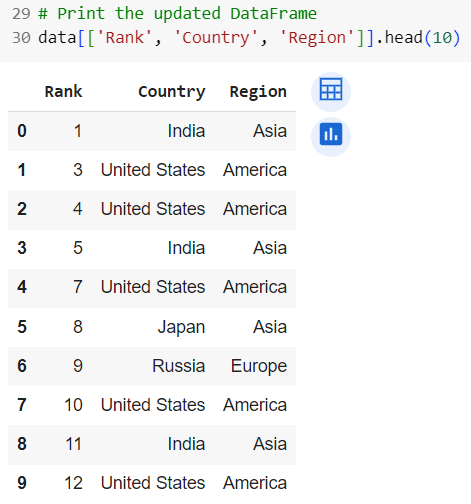 29 # Print the updated DataFrame
30 data[['Rank', 'Country', 'Region']].head(10)
Rank Country Region
0 1 India Asia
1 3 United States America
2 4 United States America
3 5 India Asia
4 7 United States America
5 8 Japan Asia
6 9 Russia Europe
7 10 United States America
8 11 India Asia
9 12 United States America